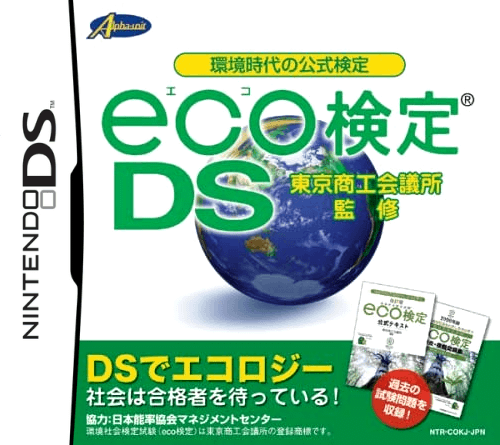 Alpha-unit
環境時代の公式検定
エコ
eco検定®
DS
東京商工会議所
監修
NINTENDO DS™
改訂版
eco検定
公式テキスト
eco検定
DSでエコロジー
社会は合格者を待っている！
過去の
試験問題を
収録！
協力：日本能率協会マネジメントセンター
環境社会検定試験（eco検定）は東京商工会議所の登録商標です。
NTR-COKJ-JPN